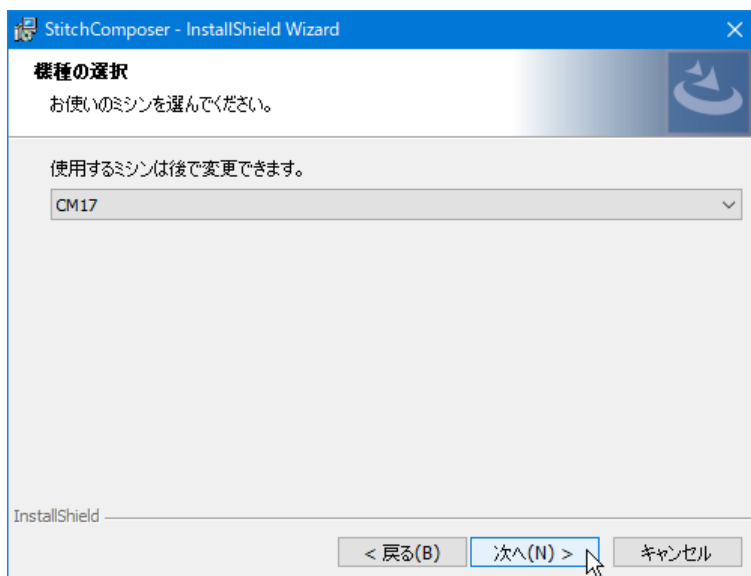 StitchComposer - InstallShield Wizard
機種の選択
お使いのミシンを選んでください。
使用するミシンは後で変更できます。
CM17
InstallShield
< 戻る(B)
次へ(N) >
キャンセル